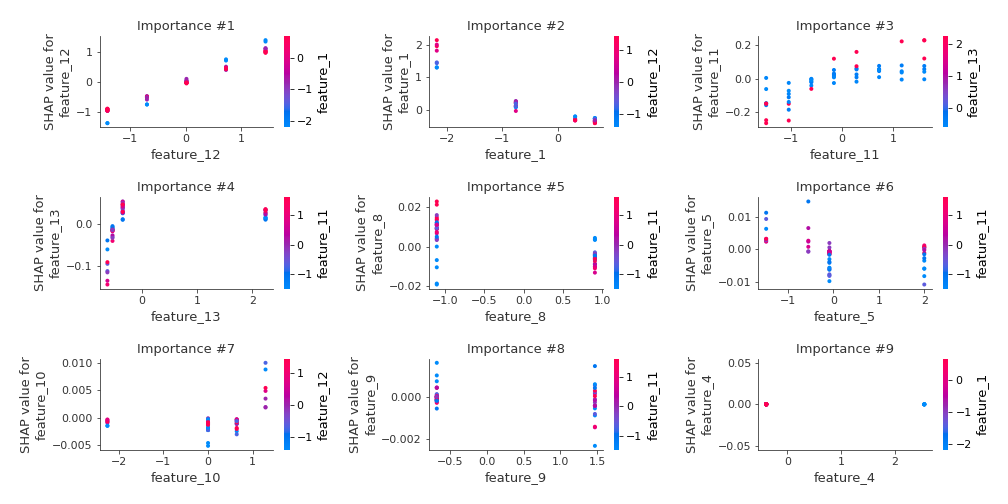 Importance #1
SHAP value for
feature_12
1
0
−1
−1
0
1
feature_12
1
0
−1
−2
feature_1
Importance #2
SHAP value for
feature_1
2
1
0
−2
−1
0
feature_1
1
0
−1
feature_12
Importance #3
SHAP value for
feature_11
0.2
0.0
−0.2
−1
0
1
feature_11
2
1
0
feature_13
Importance #4
SHAP value for
feature_13
0.0
−0.1
0
1
2
feature_13
1
0
−1
feature_11
Importance #5
SHAP value for
feature_8
0.02
0.00
−0.02
−1.0
−0.5
0.0
0.5
1.0
feature_8
1
0
−1
feature_11
Importance #6
SHAP value for
feature_5
0.01
0.00
−0.01
−1
0
1
2
feature_5
1
0
−1
feature_11
Importance #7
SHAP value for
feature_10
0.010
0.005
0.000
−0.005
−2
−1
0
1
feature_10
1
0
−1
feature_12
Importance #8
SHAP value for
feature_9
0.000
−0.002
−0.5
0.0
0.5
1.0
1.5
feature_9
1
0
−1
feature_11
Importance #9
SHAP value for
feature_4
0.05
0.00
−0.05
0
1
2
feature_4
0
−1
−2
feature_1